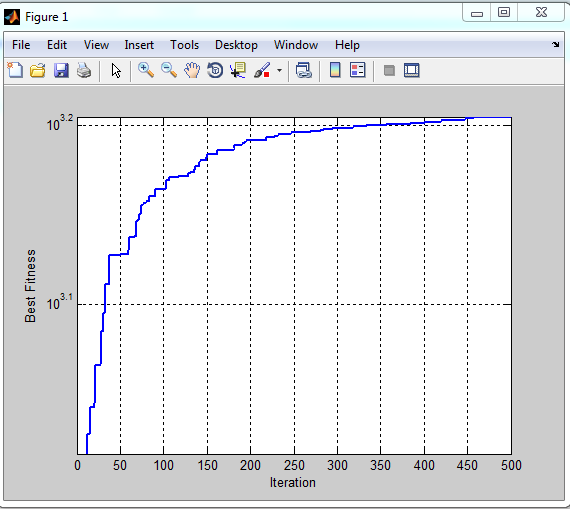 Figure 1
File Edit View Insert Tools Desktop Window Help
10^3.2
10^3.1
Best Fitness
0 50 100 150 200 250 300 350 400 450 500
Iteration